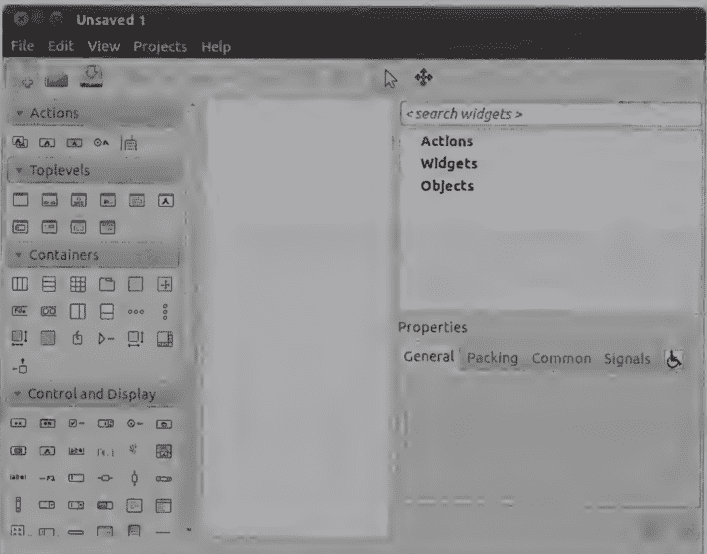 Unsaved 1
File Edit View Projects Help
Actions
< search widgets >
Actions
Widgets
Objects
Toplevels
Containers
Properties
General Packing Common Signals
Control and Display